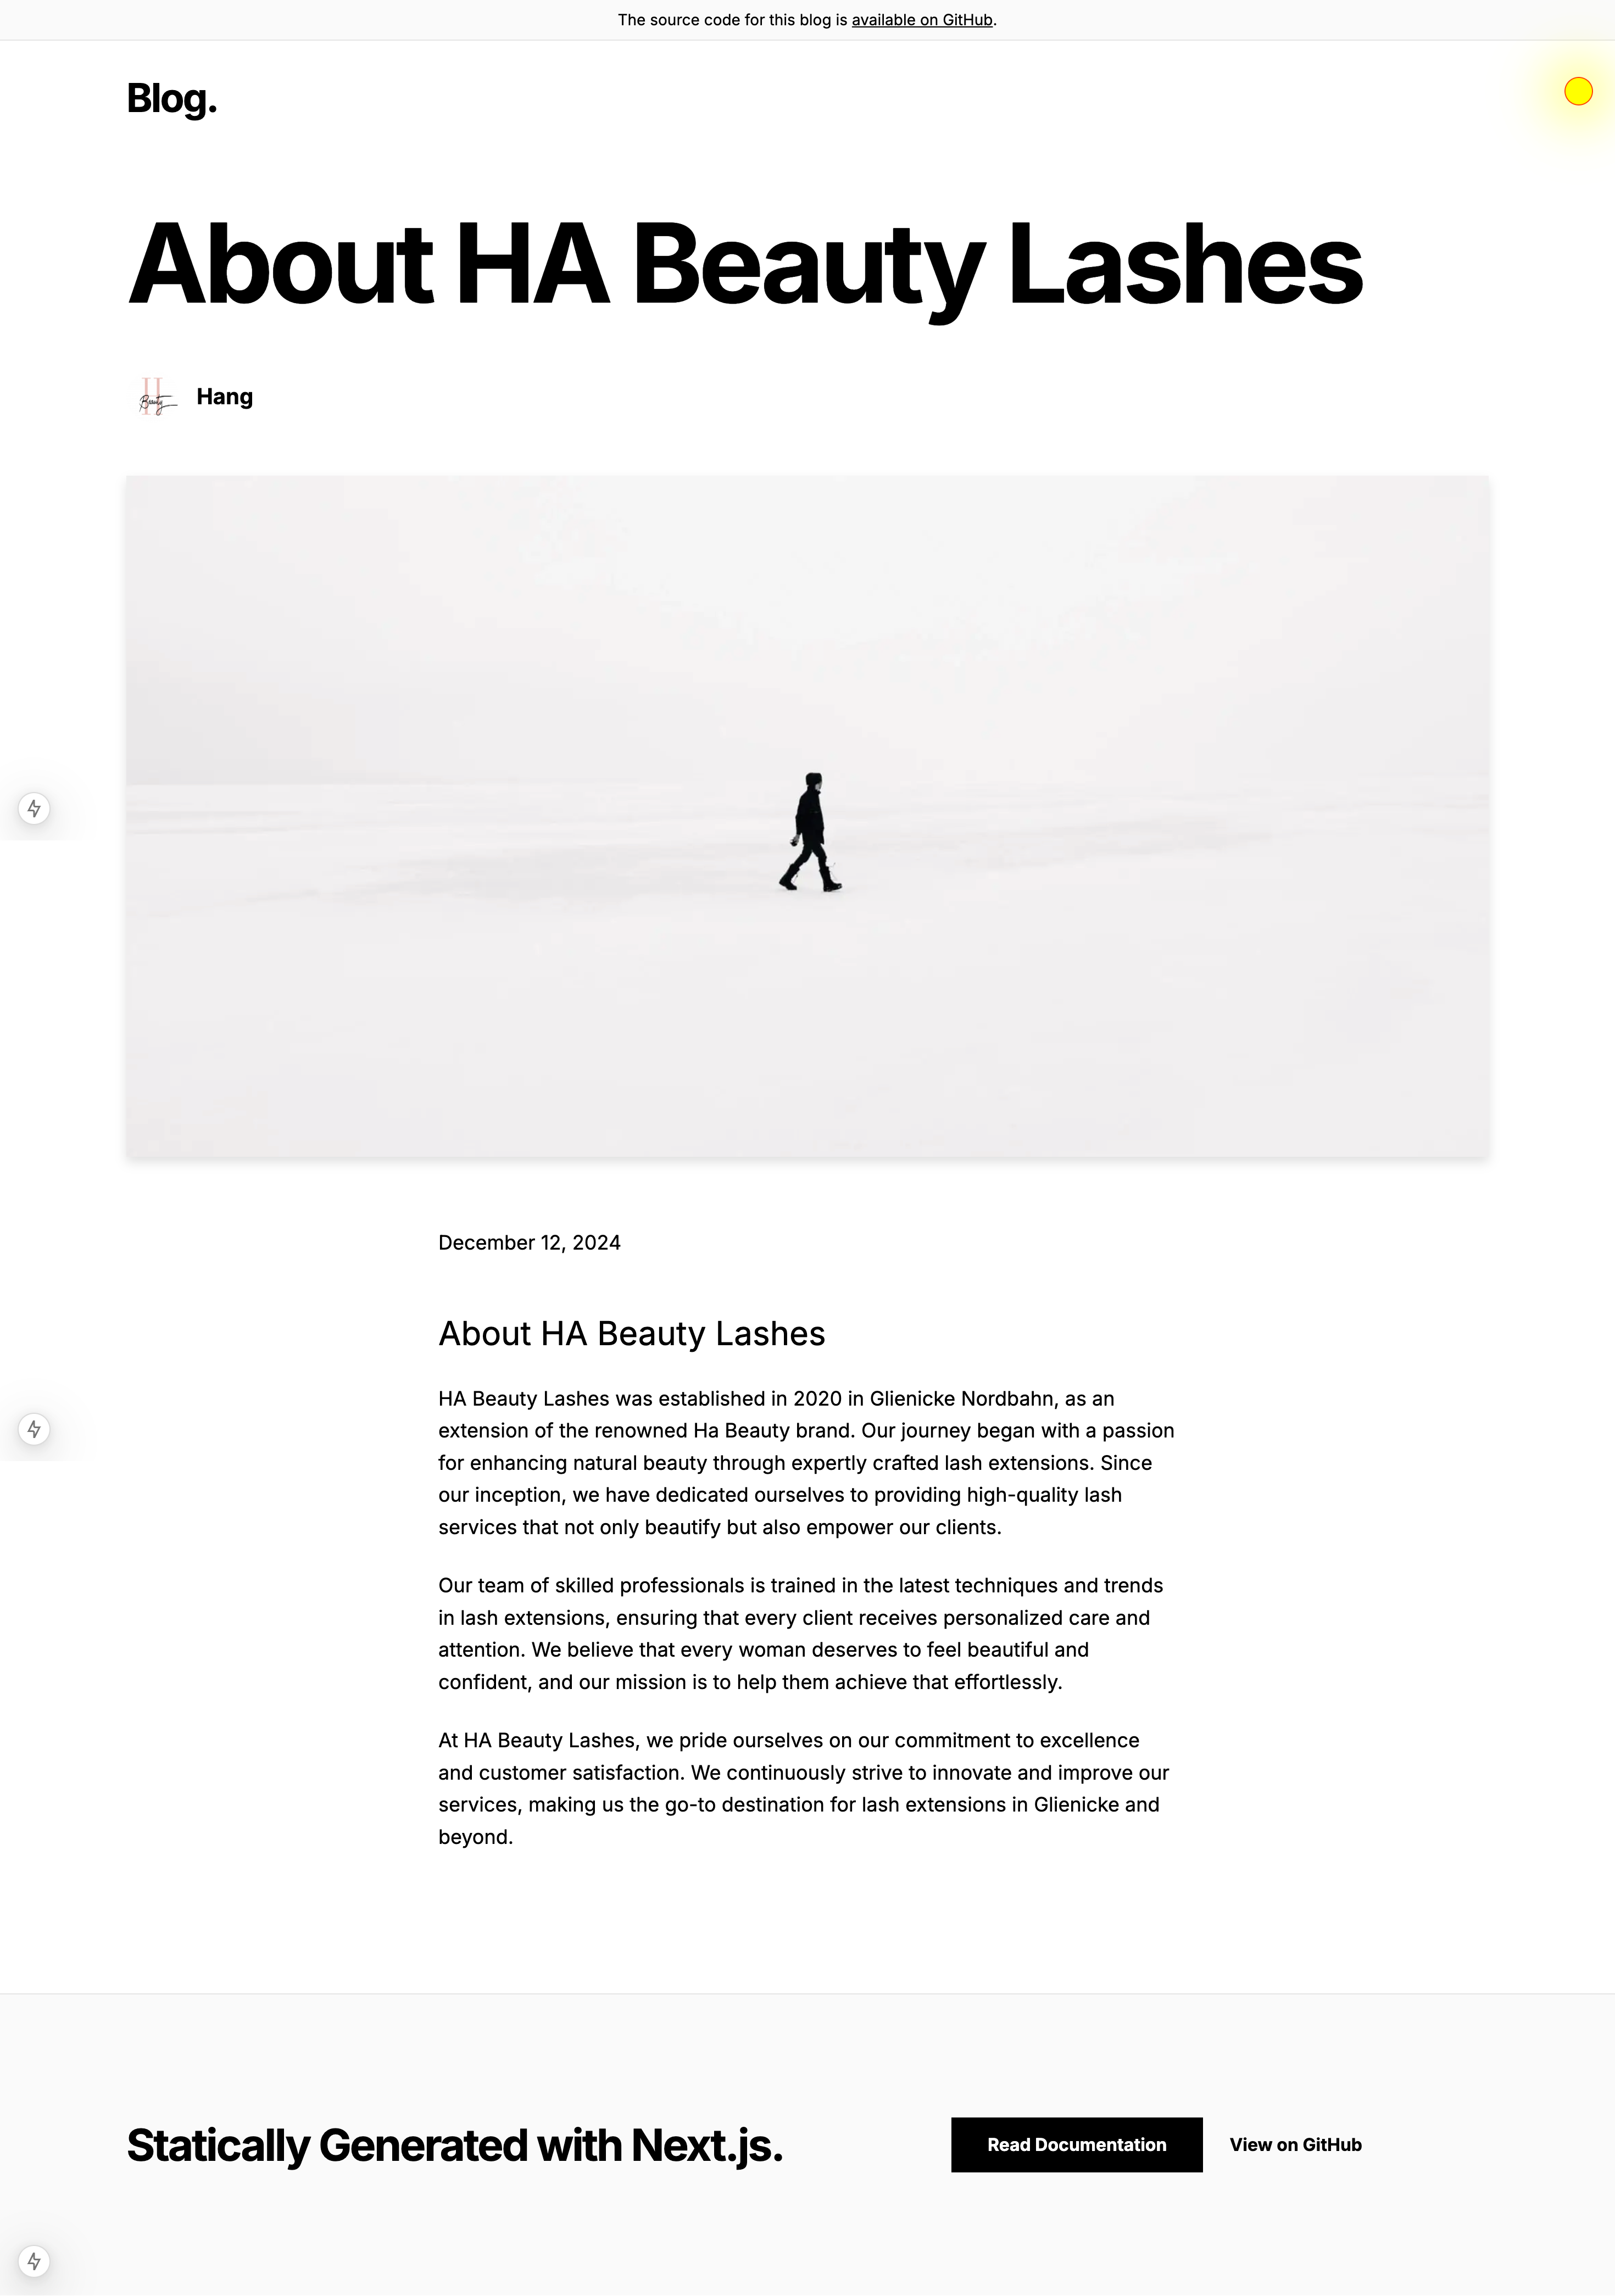 The source code for this blog is available on GitHub.
Blog.
About HA Beauty Lashes
H
Beauty
Hang
December 12, 2024
About HA Beauty Lashes
HA Beauty Lashes was established in 2020 in Glienicke Nordbahn, as an
extension of the renowned Ha Beauty brand. Our journey began with a passion
for enhancing natural beauty through expertly crafted lash extensions. Since
our inception, we have dedicated ourselves to providing high-quality lash
services that not only beautify but also empower our clients.
Our team of skilled professionals is trained in the latest techniques and trends
in lash extensions, ensuring that every client receives personalized care and
attention. We believe that every woman deserves to feel beautiful and
confident, and our mission is to help them achieve that effortlessly.
At HA Beauty Lashes, we pride ourselves on our commitment to excellence
and customer satisfaction. We continuously strive to innovate and improve our
services, making us the go-to destination for lash extensions in Glienicke and
beyond.
Statically Generated with Next.js.
Read Documentation
View on GitHub